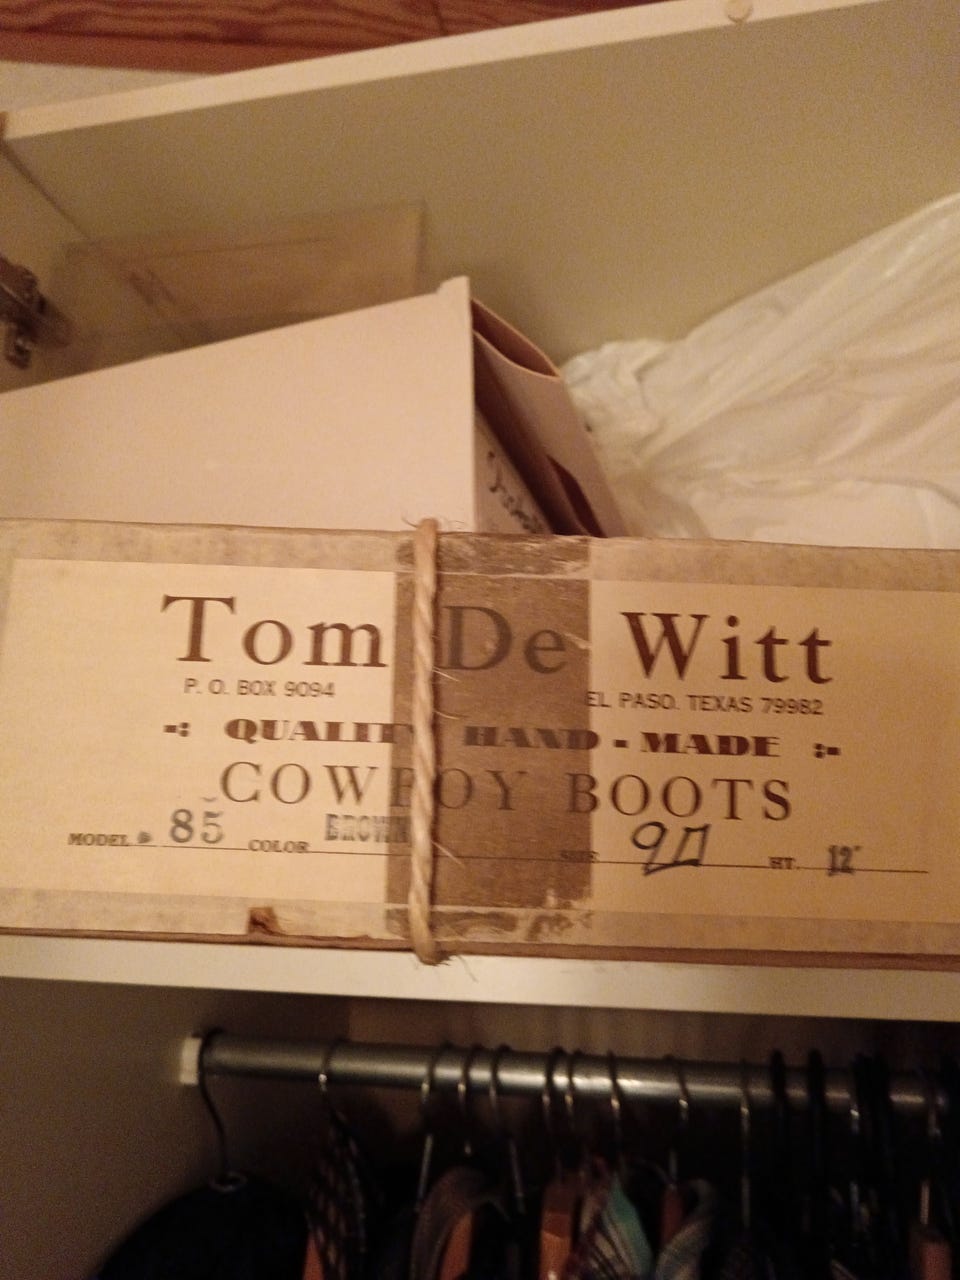 Tom De Witt
P. O. BOX 9094 EL PASO, TEXAS 79982
QUALITY HAND-MADE
COWBOY BOOTS
MODEL 85 COLOR BROWN SIZE 9D HT. 12"